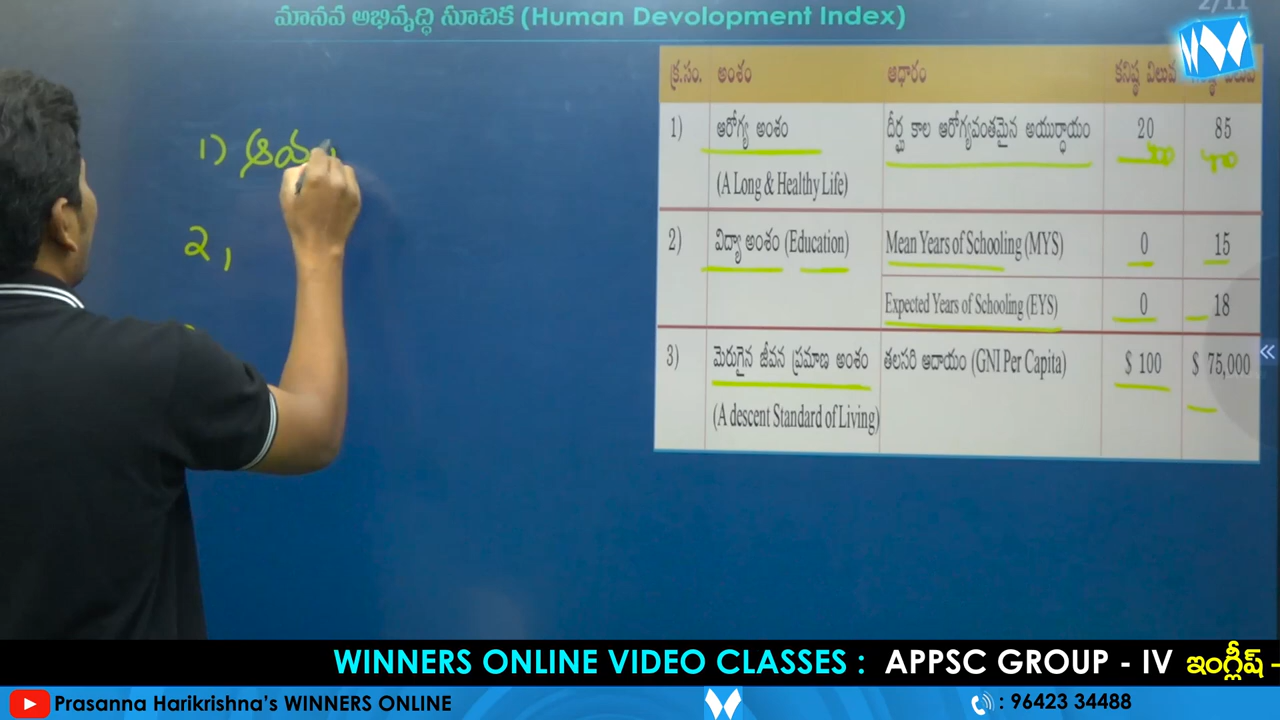 2/11
మానవ అభివృద్ధి సూచిక (Human Devolopment Index)
క్ర.సం. అంశం ఆధారం కనిష్ఠ విలువ
1) ఆరోగ్య అంశం దీర్ఘ కాల ఆరోగ్యవంతమైన అయుర్ధాయం 20 85
(A Long & Healthy Life)
2) విద్యా అంశం (Education) Mean Years of Schooling (MYS) 0 15
Expected Years of Schooling (EYS) 0 18
3) మెరుగైన జీవన ప్రమాణ అంశం తలసరి ఆదాయం (GNI Per Capita) $ 100 $ 75,000
(A descent Standard of Living)
1) ఆయు
2,
WINNERS ONLINE VIDEO CLASSES : APPSC GROUP - IV ఇంగ్లీష్ -
Prasanna Harikrishna's WINNERS ONLINE : 96423 34488